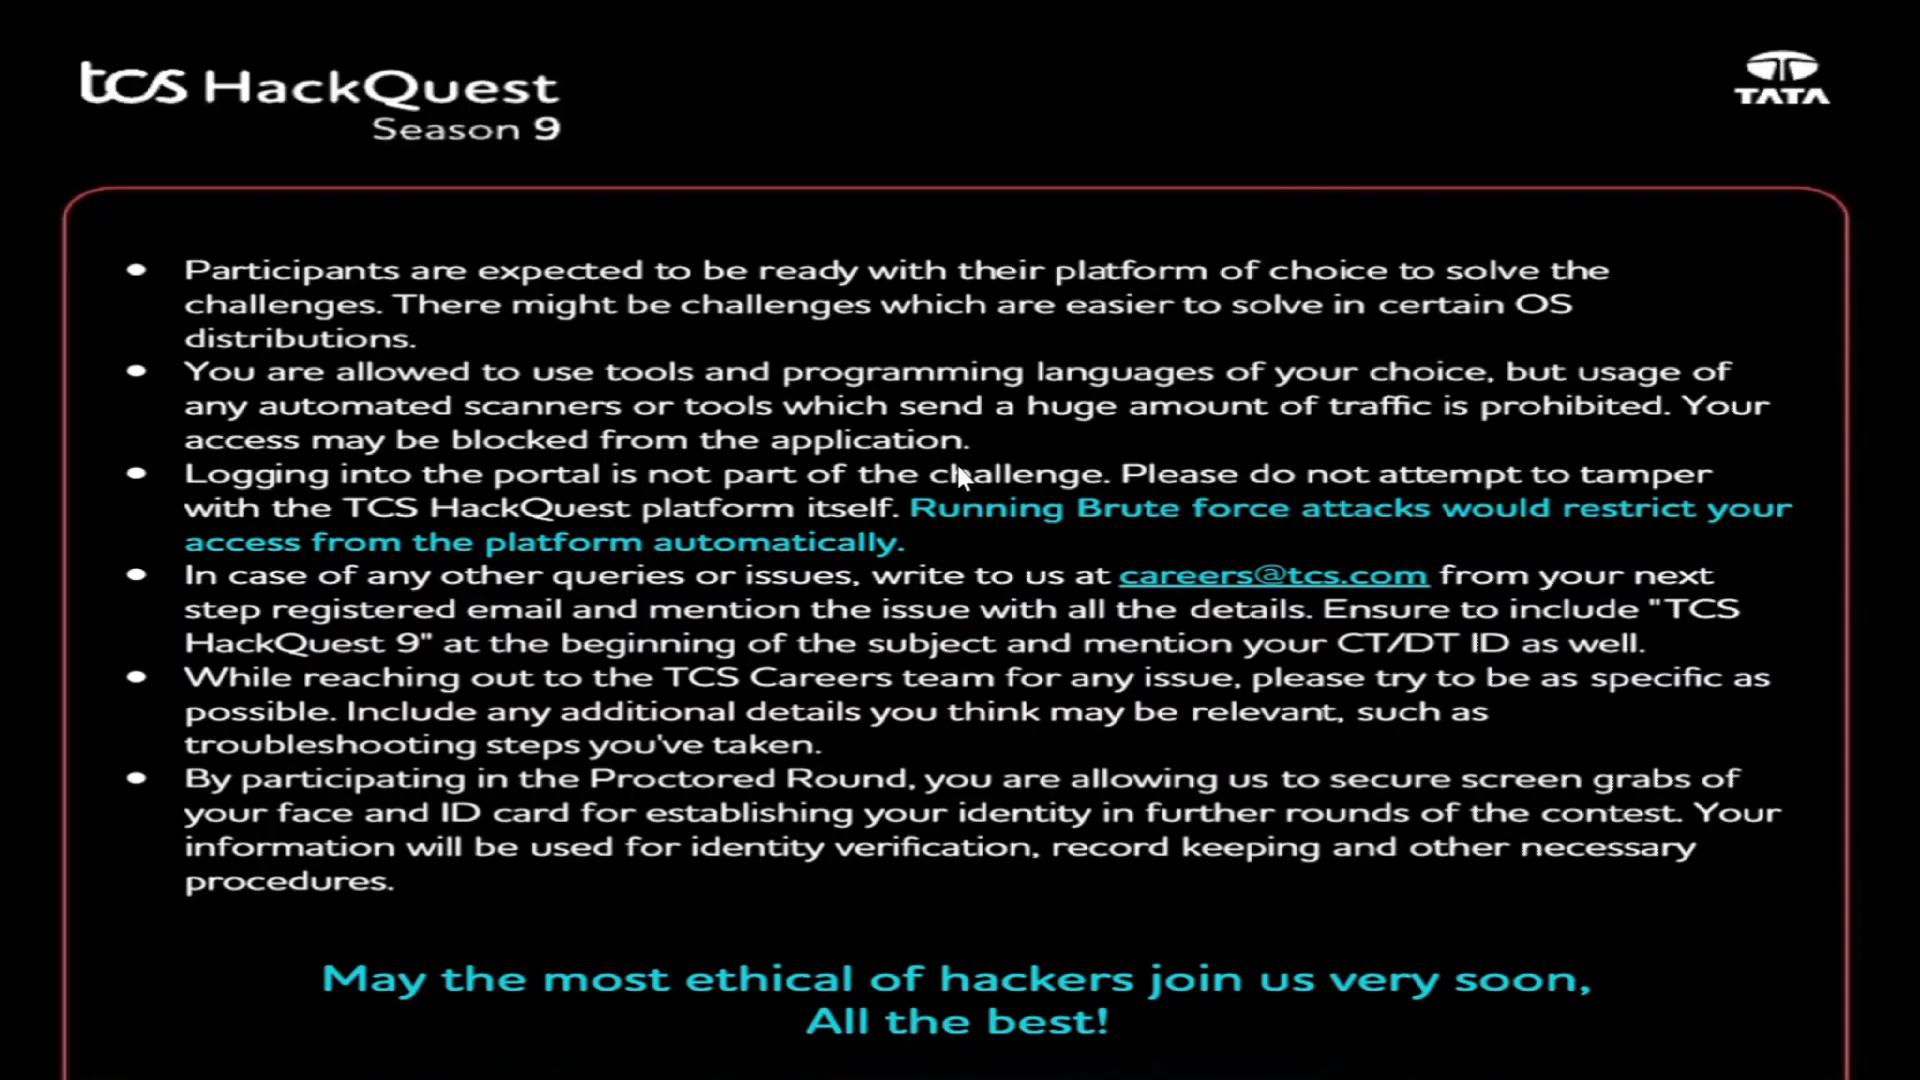 tcs HackQuest
Season 9
TATA
• Participants are expected to be ready with their platform of choice to solve the
challenges. There might be challenges which are easier to solve in certain OS
distributions.
• You are allowed to use tools and programming languages of your choice, but usage of
any automated scanners or tools which send a huge amount of traffic is prohibited. Your
access may be blocked from the application.
• Logging into the portal is not part of the challenge. Please do not attempt to tamper
with the TCS HackQuest platform itself. Running Brute force attacks would restrict your
access from the platform automatically.
• In case of any other queries or issues, write to us at careers@tcs.com from your next
step registered email and mention the issue with all the details. Ensure to include "TCS
HackQuest 9" at the beginning of the subject and mention your CT/DT ID as well.
• While reaching out to the TCS Careers team for any issue, please try to be as specific as
possible. Include any additional details you think may be relevant, such as
troubleshooting steps you've taken.
• By participating in the Proctored Round, you are allowing us to secure screen grabs of
your face and ID card for establishing your identity in further rounds of the contest. Your
information will be used for identity verification, record keeping and other necessary
procedures.
May the most ethical of hackers join us very soon,
All the best!